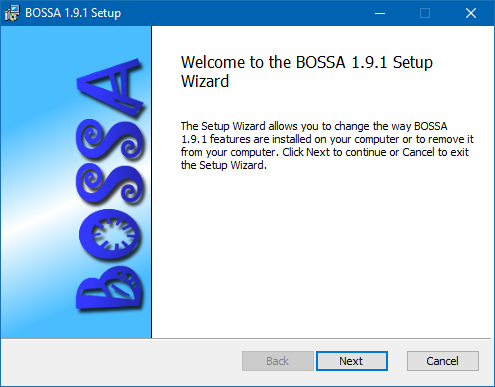 BOSSA 1.9.1 Setup
BOSSA
Welcome to the BOSSA 1.9.1 Setup
Wizard
The Setup Wizard allows you to change the way BOSSA
1.9.1 features are installed on your computer or to remove it
from your computer. Click Next to continue or Cancel to exit
the Setup Wizard.
Back Next Cancel